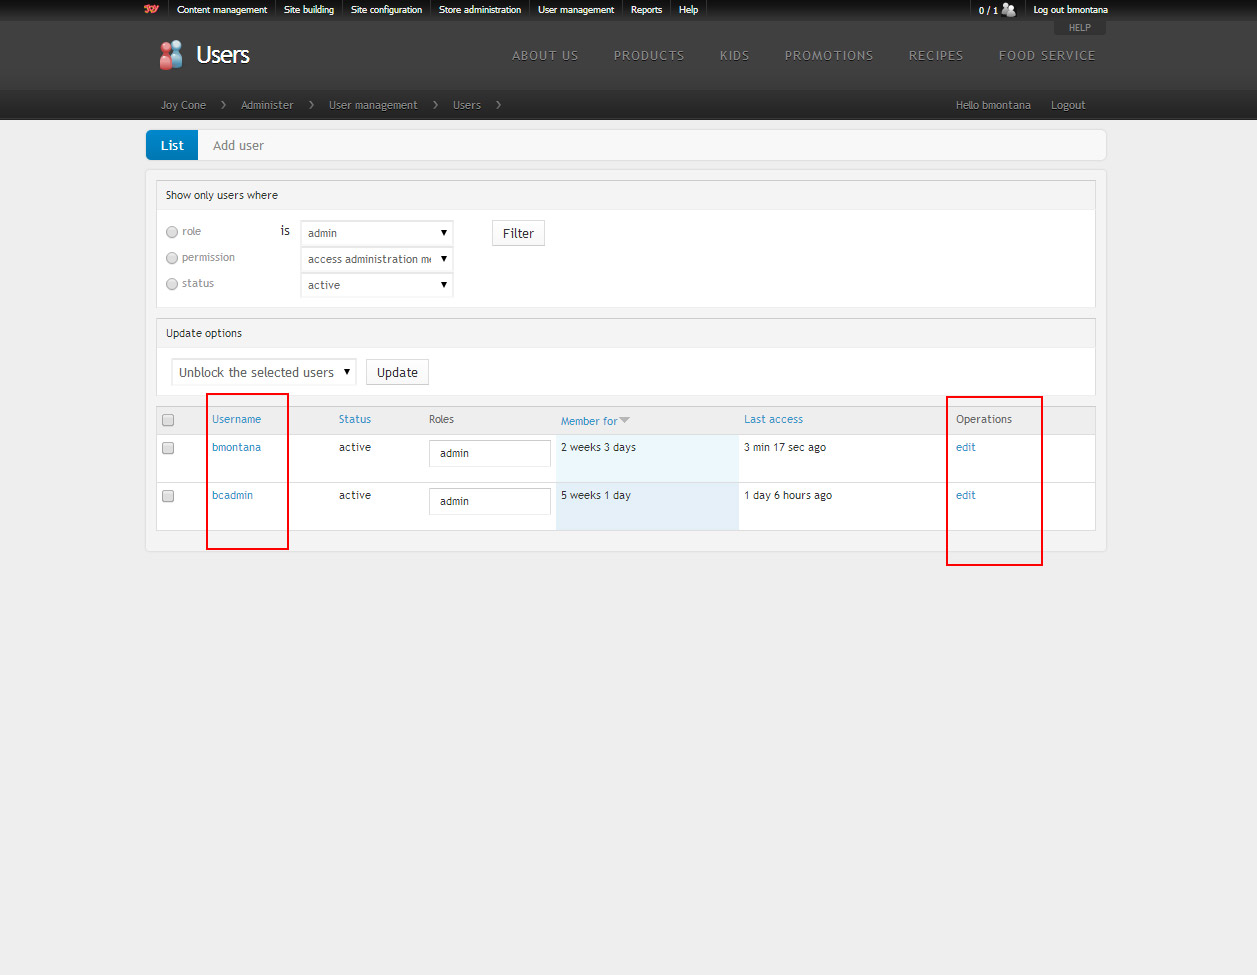 Content management Site building Site configuration Store administration User management Reports Help 0 / 1 Log out bmontana
HELP
Users ABOUT US PRODUCTS KIDS PROMOTIONS RECIPES FOOD SERVICE
Joy Cone Administer User management Users Hello bmontana Logout
List Add user
Show only users where
role is admin Filter
permission access administration me
status active
Update options
Unblock the selected users Update
Username Status Roles Member for Last access Operations
bmontana active admin 2 weeks 3 days 3 min 17 sec ago edit
bcadmin active admin 5 weeks 1 day 1 day 6 hours ago edit